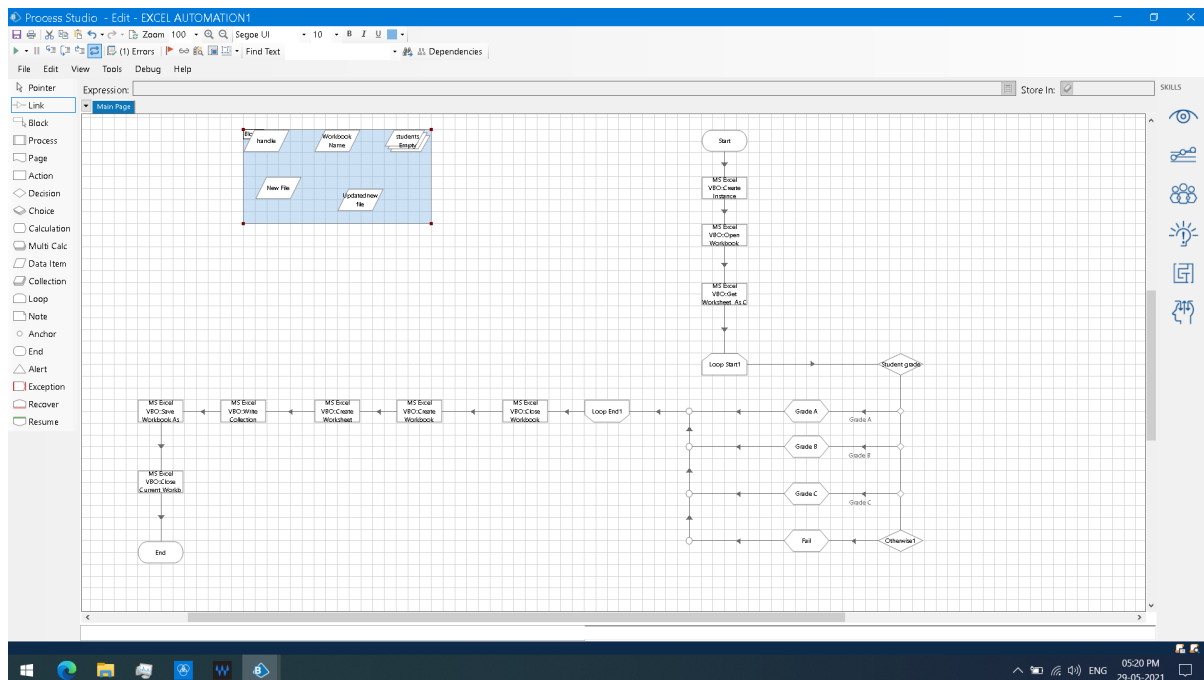 Process Studio - Edit - EXCEL AUTOMATION1
Zoom 100 Segoe UI 10 B I U
(1) Errors Find Text Dependencies
File Edit View Tools Debug Help
Pointer
Link
Block
Process
Page
Action
Decision
Choice
Calculation
Multi Calc
Data Item
Collection
Loop
Note
Anchor
End
Alert
Exception
Recover
Resume
Expression:
Store In:
SKILLS
Main Page
handle
Workbook
Name
students
Empty
New File
Updated new
file
Start
MS Excel
VBO::Create
Instance
MS Excel
VBO::Open
Workbook
MS Excel
VBO::Get
Worksheet As C
Loop Start1
Student grade
Grade A
Grade A
Grade B
Grade B
Grade C
Grade C
Otherwise1
Fail
Loop End1
MS Excel
VBO::Close
Workbook
MS Excel
VBO::Create
Workbook
MS Excel
VBO::Create
Worksheet
MS Excel
VBO::Write
Collection
MS Excel
VBO::Save
Workbook As
MS Excel
VBO::Close
Current Workb
End
ENG
05:20 PM
29-05-2021